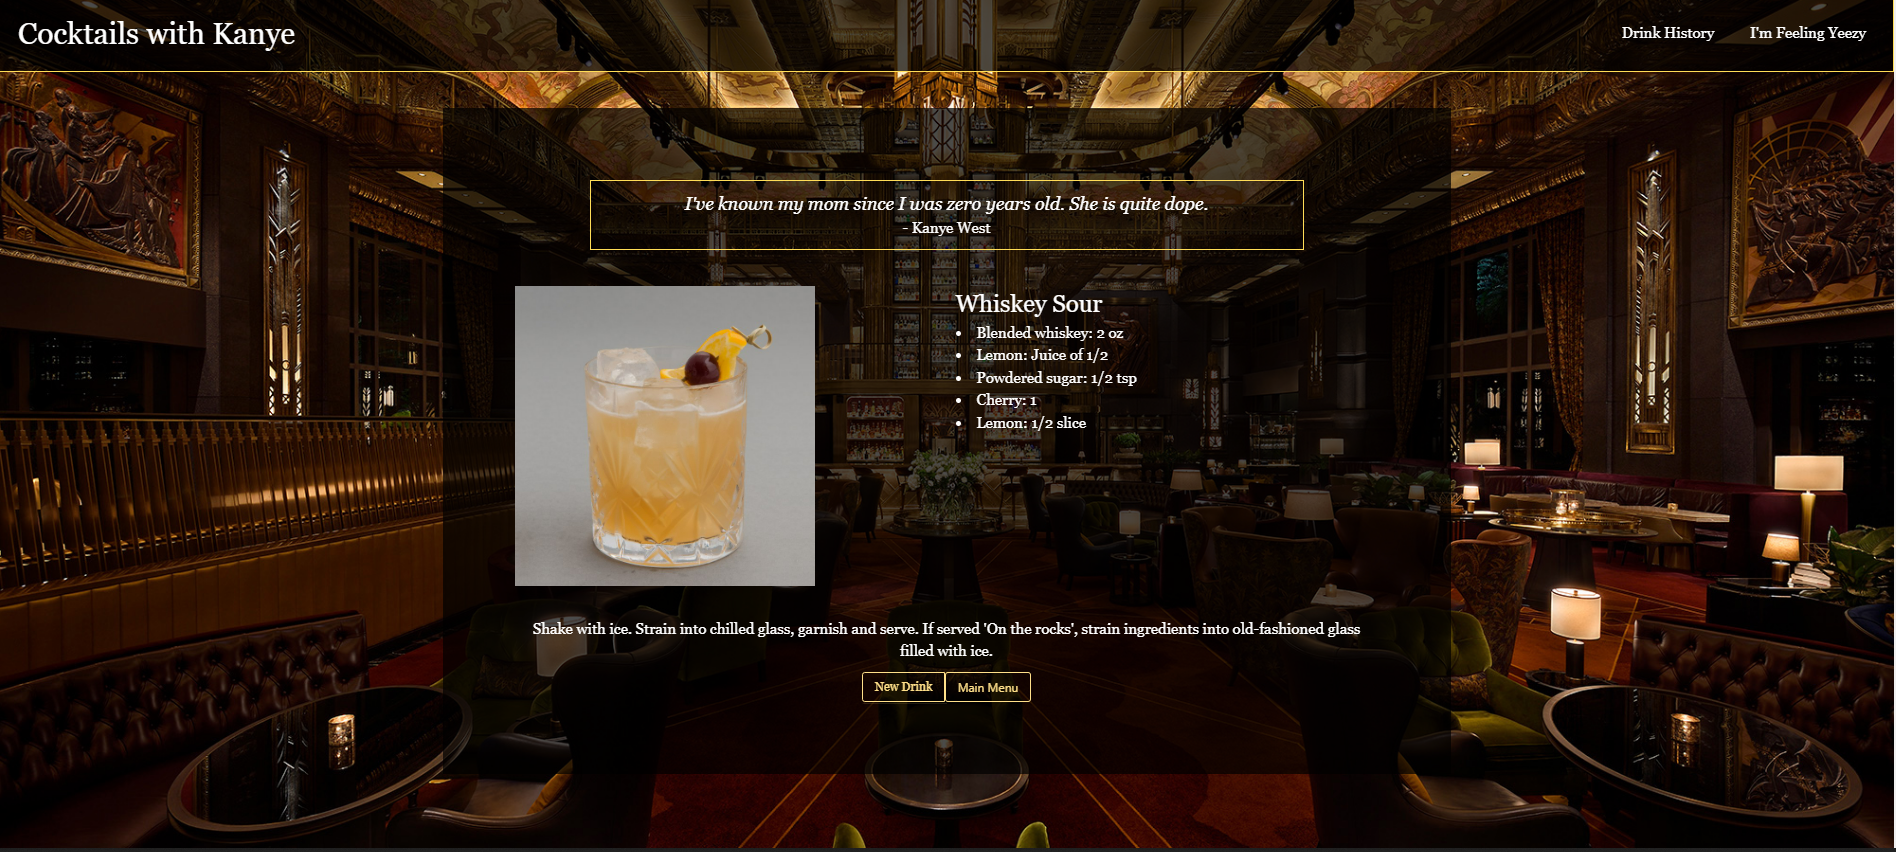 Cocktails with Kanye
Drink History
I'm Feeling Yeezy
I've known my mom since I was zero years old. She is quite dope.
- Kanye West
Whiskey Sour
• Blended whiskey: 2 oz
• Lemon: Juice of 1/2
• Powdered sugar: 1/2 tsp
• Cherry: 1
• Lemon: 1/2 slice
Shake with ice. Strain into chilled glass, garnish and serve. If served 'On the rocks', strain ingredients into old-fashioned glass
filled with ice.
New Drink
Main Menu